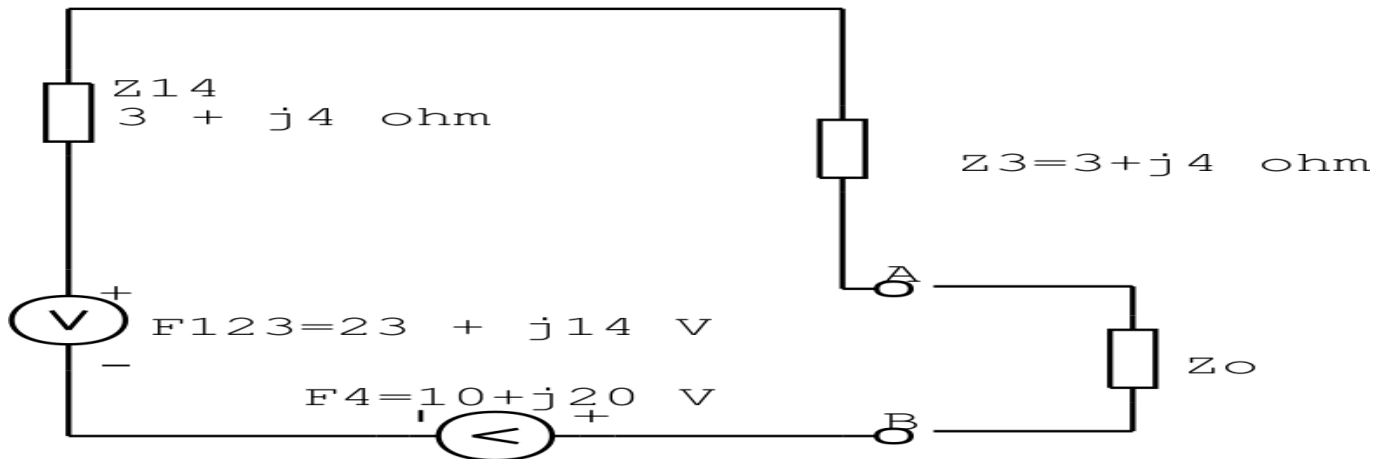 Z14
3 + j4 ohm
Z3=3+j4 ohm
A
+
V
F123=23 + j14 V
-
Zo
F4=10+j20 V
- +
V
B